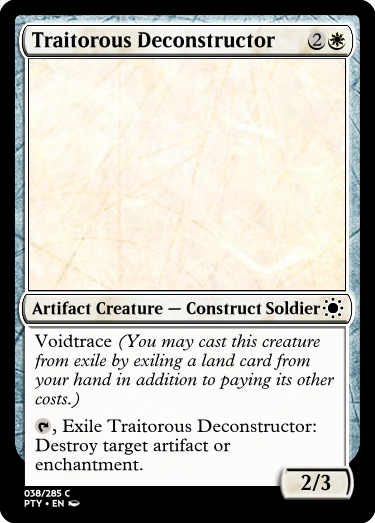 Traitorous Deconstructor 2
Artifact Creature — Construct Soldier
Voidtrace (You may cast this creature
from exile by exiling a land card from
your hand in addition to paying its other
costs.)
, Exile Traitorous Deconstructor:
Destroy target artifact or
enchantment.
2/3
038/285 C
PTY • EN